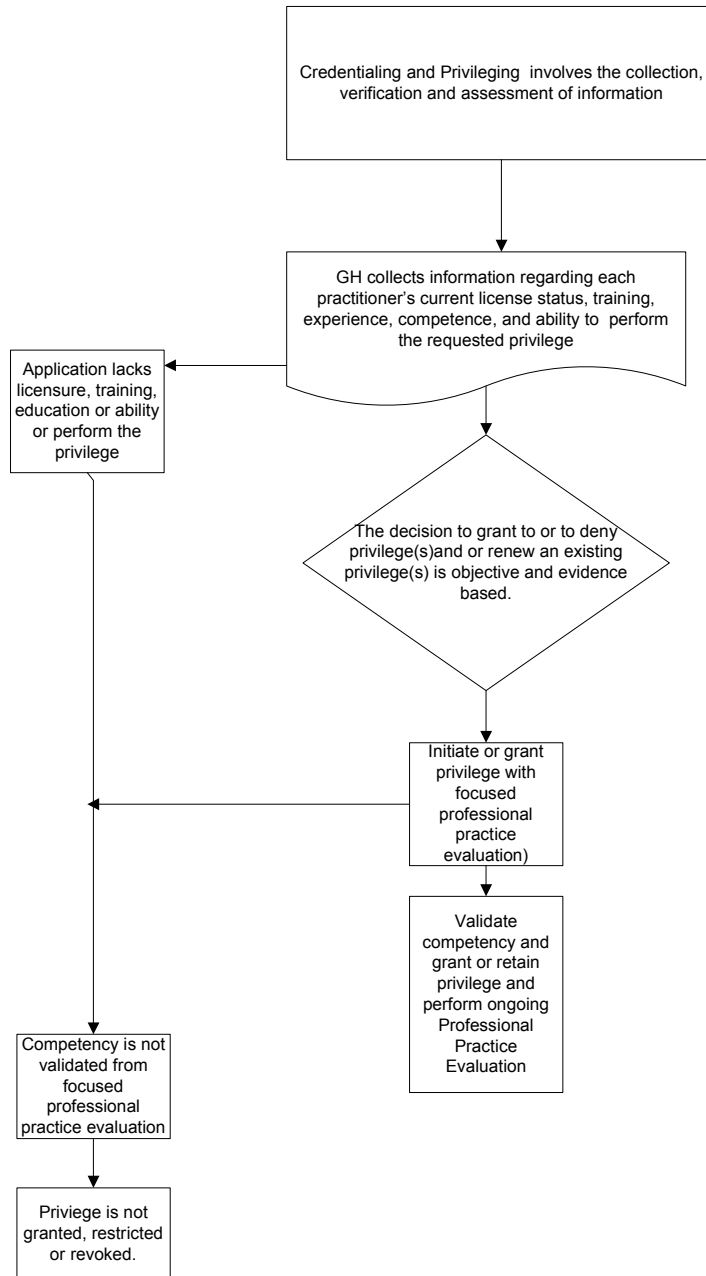 Credentialing and Privileging involves the collection,
verification and assessment of information
GH collects information regarding each
practitioner's current license status, training,
experience, competence, and ability to perform
the requested privilege
Application lacks
licensure, training,
education or ability
or perform the
privilege
The decision to grant to or to deny
privilege(s)and or renew an existing
privilege(s) is objective and evidence
based.
Initiate or grant
privilege with
focused
professional
practice
evaluation)
Validate
competency and
grant or retain
privilege and
perform ongoing
Professional
Practice
Evaluation
Competency is not
validated from
focused
professional
practice evaluation
Priviege is not
granted, restricted
or revoked.